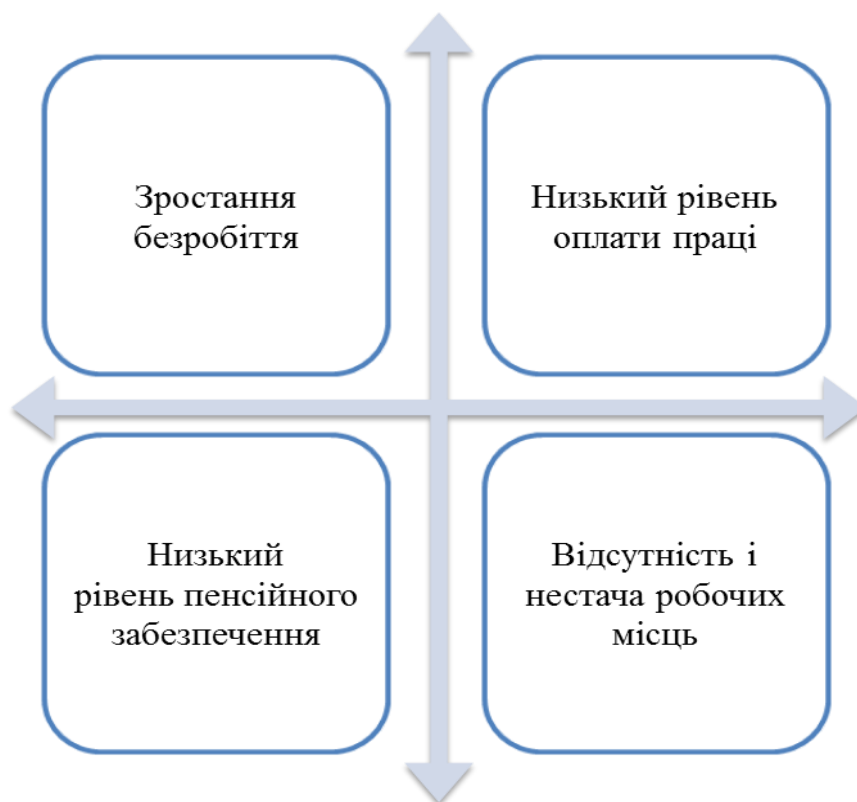 Зростання
безробіття
Низький рівень
оплати праці
Низький
рівень пенсійного
забезпечення
Відсутність і
нестача робочих
місць